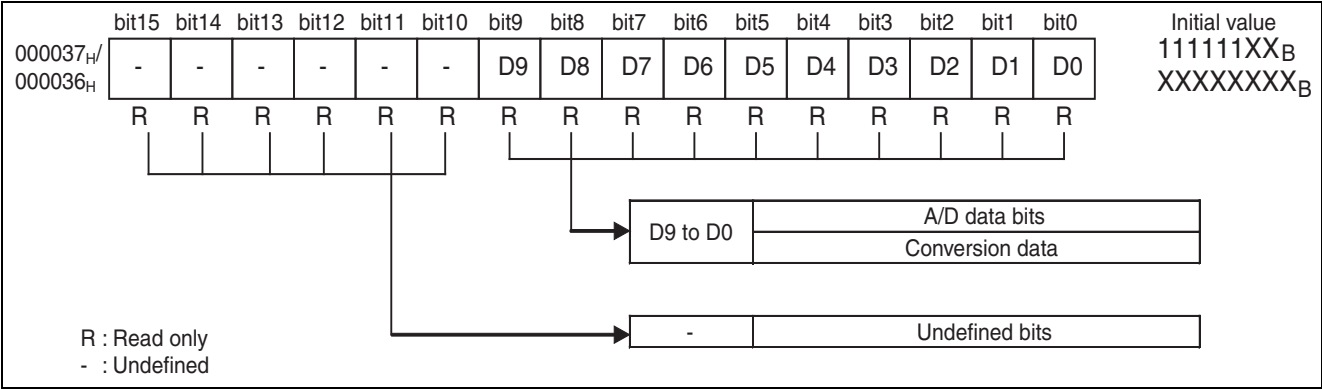 bit15 bit14 bit13 bit12 bit11 bit10 bit9 bit8 bit7 bit6 bit5 bit4 bit3 bit2 bit1 bit0 Initial value
000037H/ 111111XXB
000036H - - - - - - D9 D8 D7 D6 D5 D4 D3 D2 D1 D0 XXXXXXXXB
R R R R R R R R R R R R R R R R
D9 to D0 A/D data bits
Conversion data
- Undefined bits
R : Read only
- : Undefined